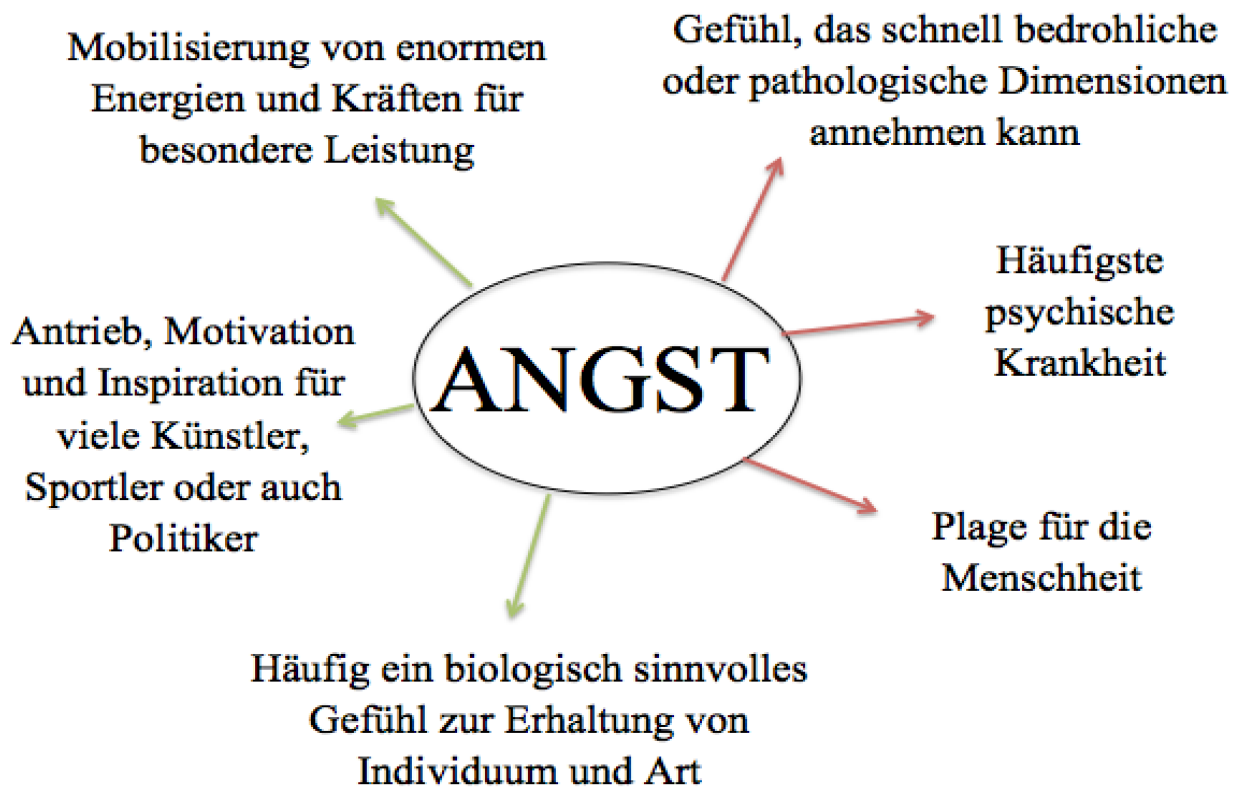 Mobilisierung von enormen
Energien und Kräften für
besondere Leistung
Gefühl, das schnell bedrohliche
oder pathologische Dimensionen
annehmen kann
Häufigste
psychische
Krankheit
Antrieb, Motivation
und Inspiration für
viele Künstler,
Sportler oder auch
Politiker
ANGST
Plage für die
Menschheit
Häufig ein biologisch sinnvolles
Gefühl zur Erhaltung von
Individuum und Art